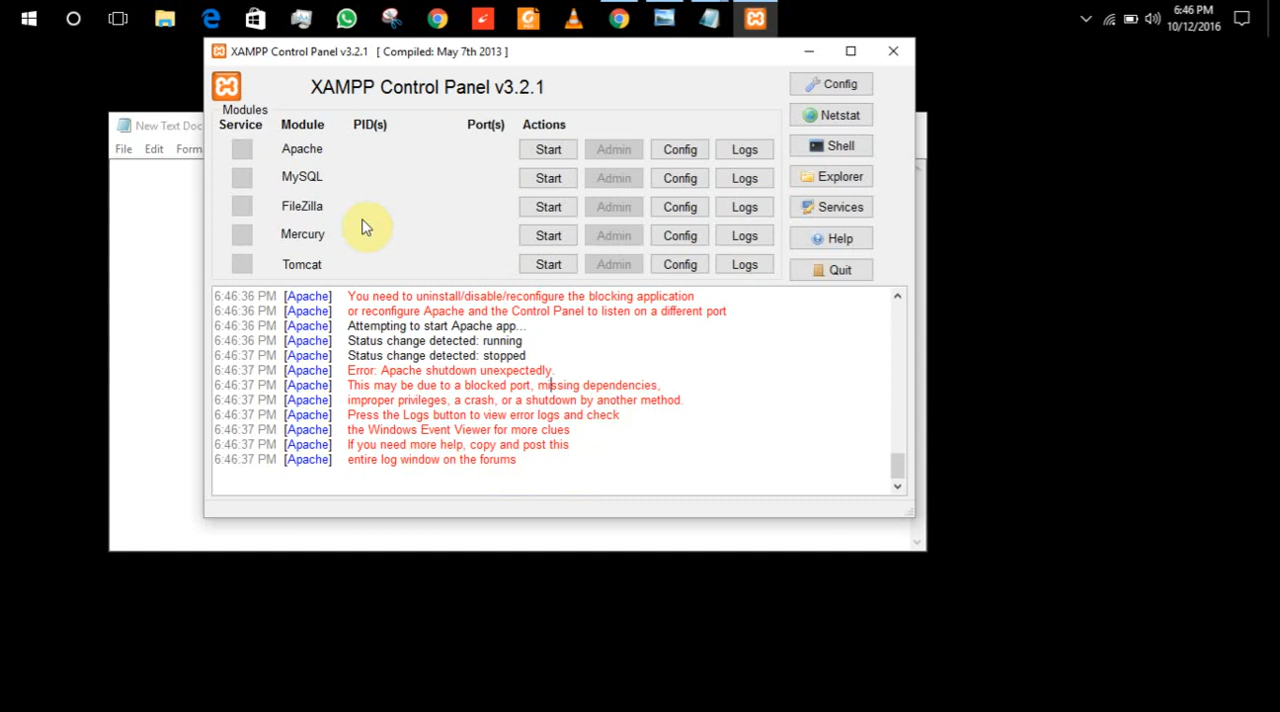 6:46 PM
10/12/2016
XAMPP Control Panel v3.2.1 [ Compiled: May 7th 2013 ]
XAMPP Control Panel v3.2.1
Config
Modules
Service Module PID(s) Port(s) Actions
Netstat
Apache Start Admin Config Logs
Shell
MySQL Start Admin Config Logs
Explorer
FileZilla Start Admin Config Logs
Services
Mercury Start Admin Config Logs
Help
Tomcat Start Admin Config Logs
Quit
New Text Doc
File Edit Form
6:46:36 PM [Apache] You need to uninstall/disable/reconfigure the blocking application
6:46:36 PM [Apache] or reconfigure Apache and the Control Panel to listen on a different port
6:46:36 PM [Apache] Attempting to start Apache app...
6:46:36 PM [Apache] Status change detected: running
6:46:37 PM [Apache] Status change detected: stopped
6:46:37 PM [Apache] Error: Apache shutdown unexpectedly.
6:46:37 PM [Apache] This may be due to a blocked port, missing dependencies,
6:46:37 PM [Apache] improper privileges, a crash, or a shutdown by another method.
6:46:37 PM [Apache] Press the Logs button to view error logs and check
6:46:37 PM [Apache] the Windows Event Viewer for more clues
6:46:37 PM [Apache] If you need more help, copy and post this
6:46:37 PM [Apache] entire log window on the forums